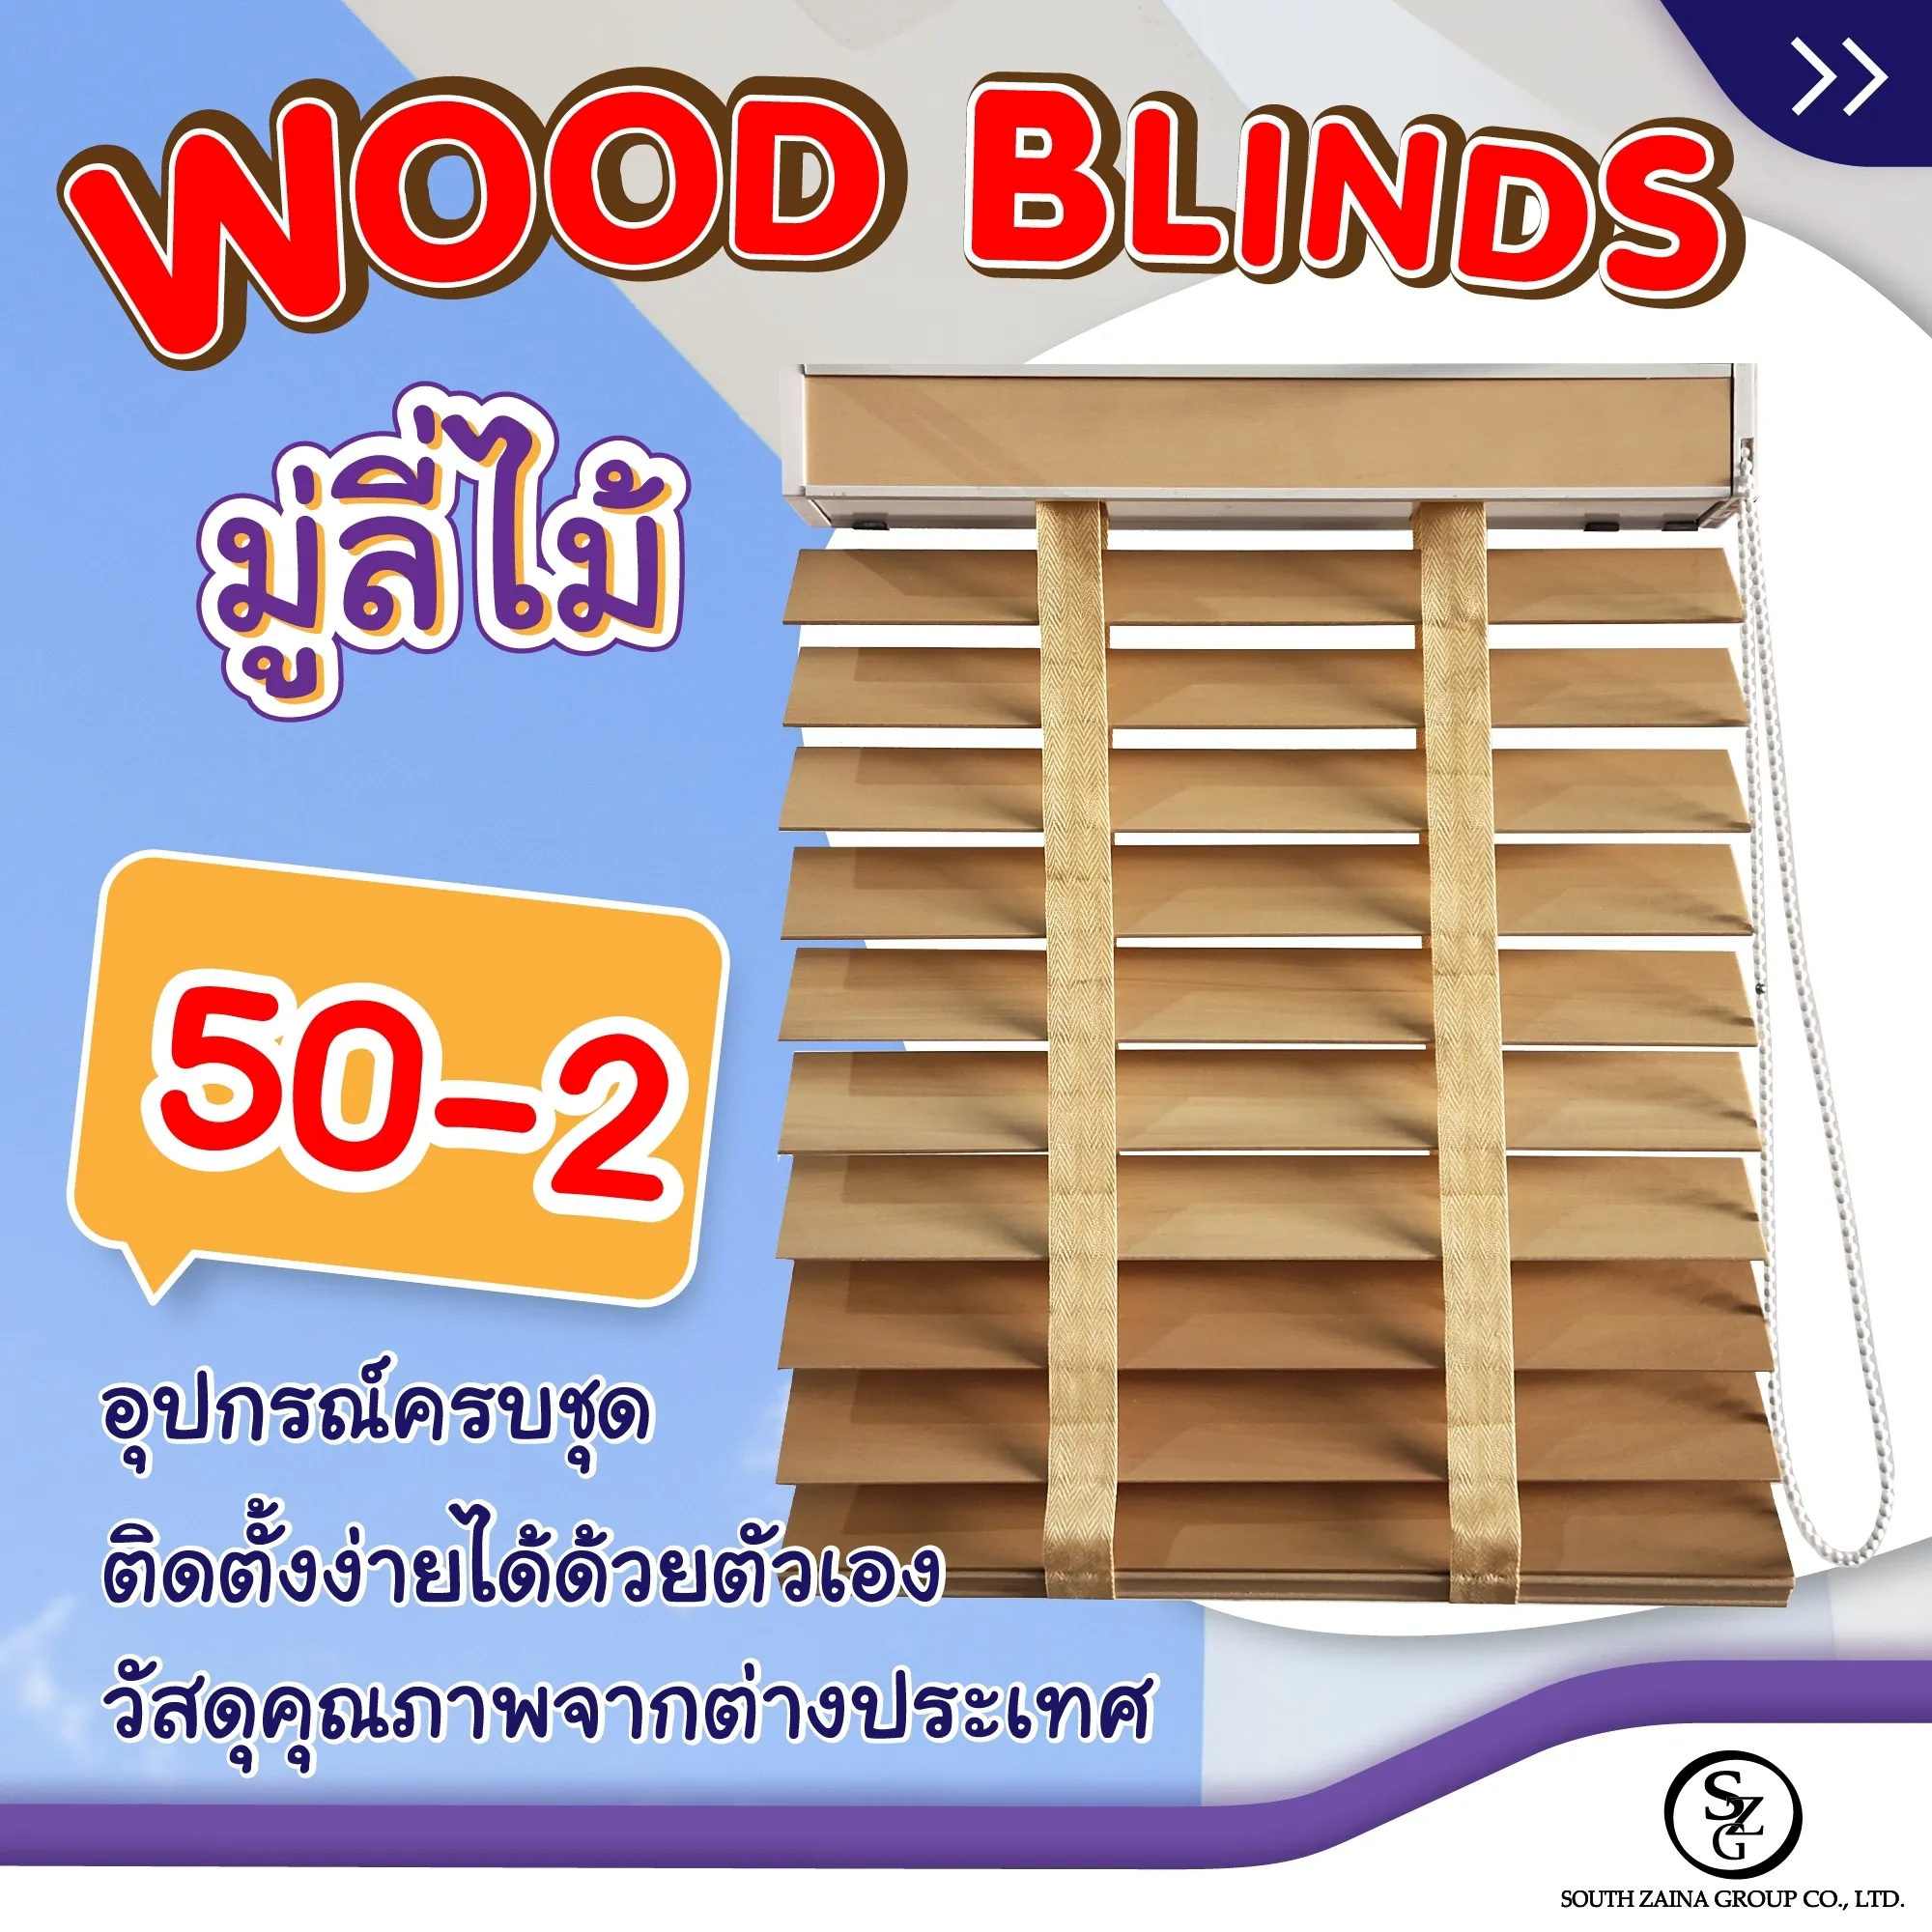 WOOD BLINDS
มู่ลี่ไม้
50-2
อุปกรณ์ครบชุด
ติดตั้งง่ายได้ด้วยตัวเอง
วัสดุคุณภาพจากต่างประเทศ
SZG
SOUTH ZAINA GROUP CO., LTD.